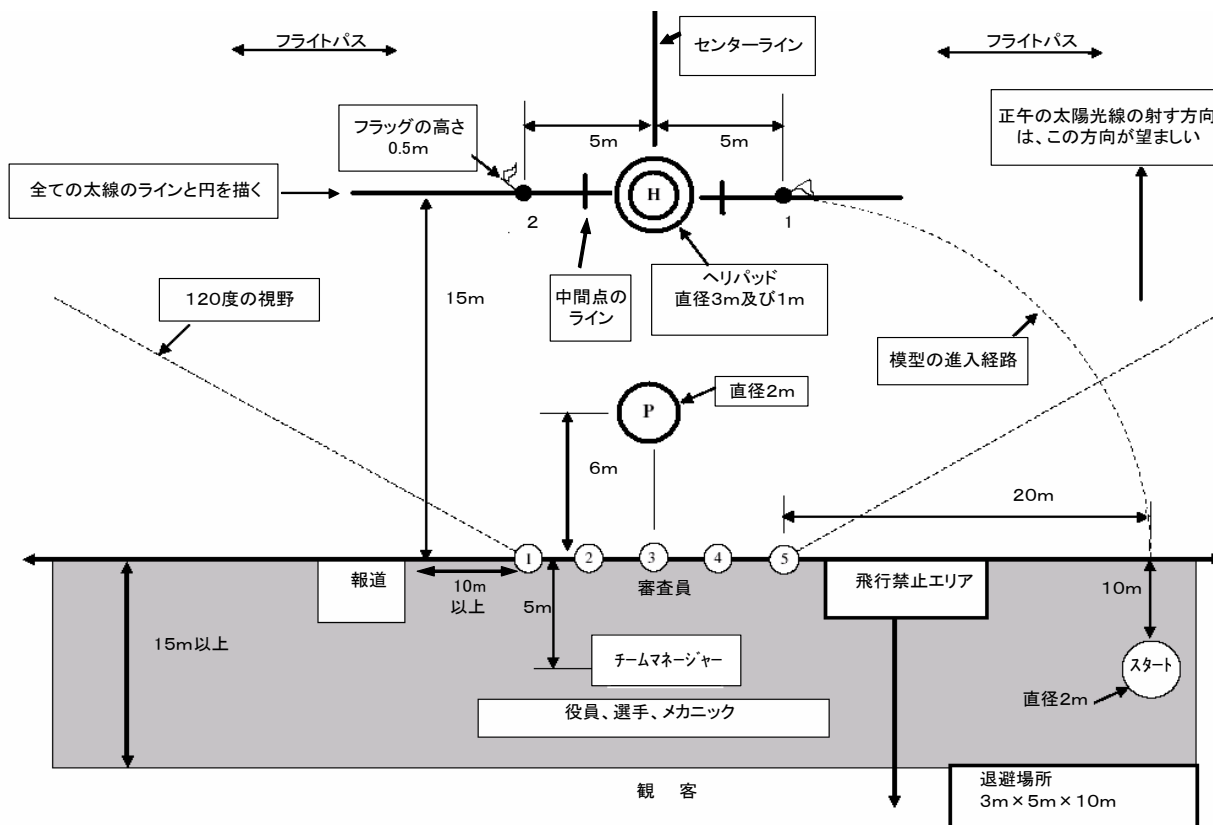 フライトパス
センターライン
フライトパス
フラッグの高さ
0.5m
5m
5m
正午の太陽光線の射す方向
は、この方向が望ましい
全ての太線のラインと円を描く
H
2
1
120度の視野
15m
中間点の
ライン
ヘリパッド
直径3m及び1m
模型の進入経路
P
直径2m
6m
20m
1
2
3
4
5
報道
10m
以上
5m
審査員
飛行禁止エリア
10m
15m以上
チームマネージャー
スタート
直径2m
役員、選手、メカニック
観 客
退避場所
3m×5m×10m